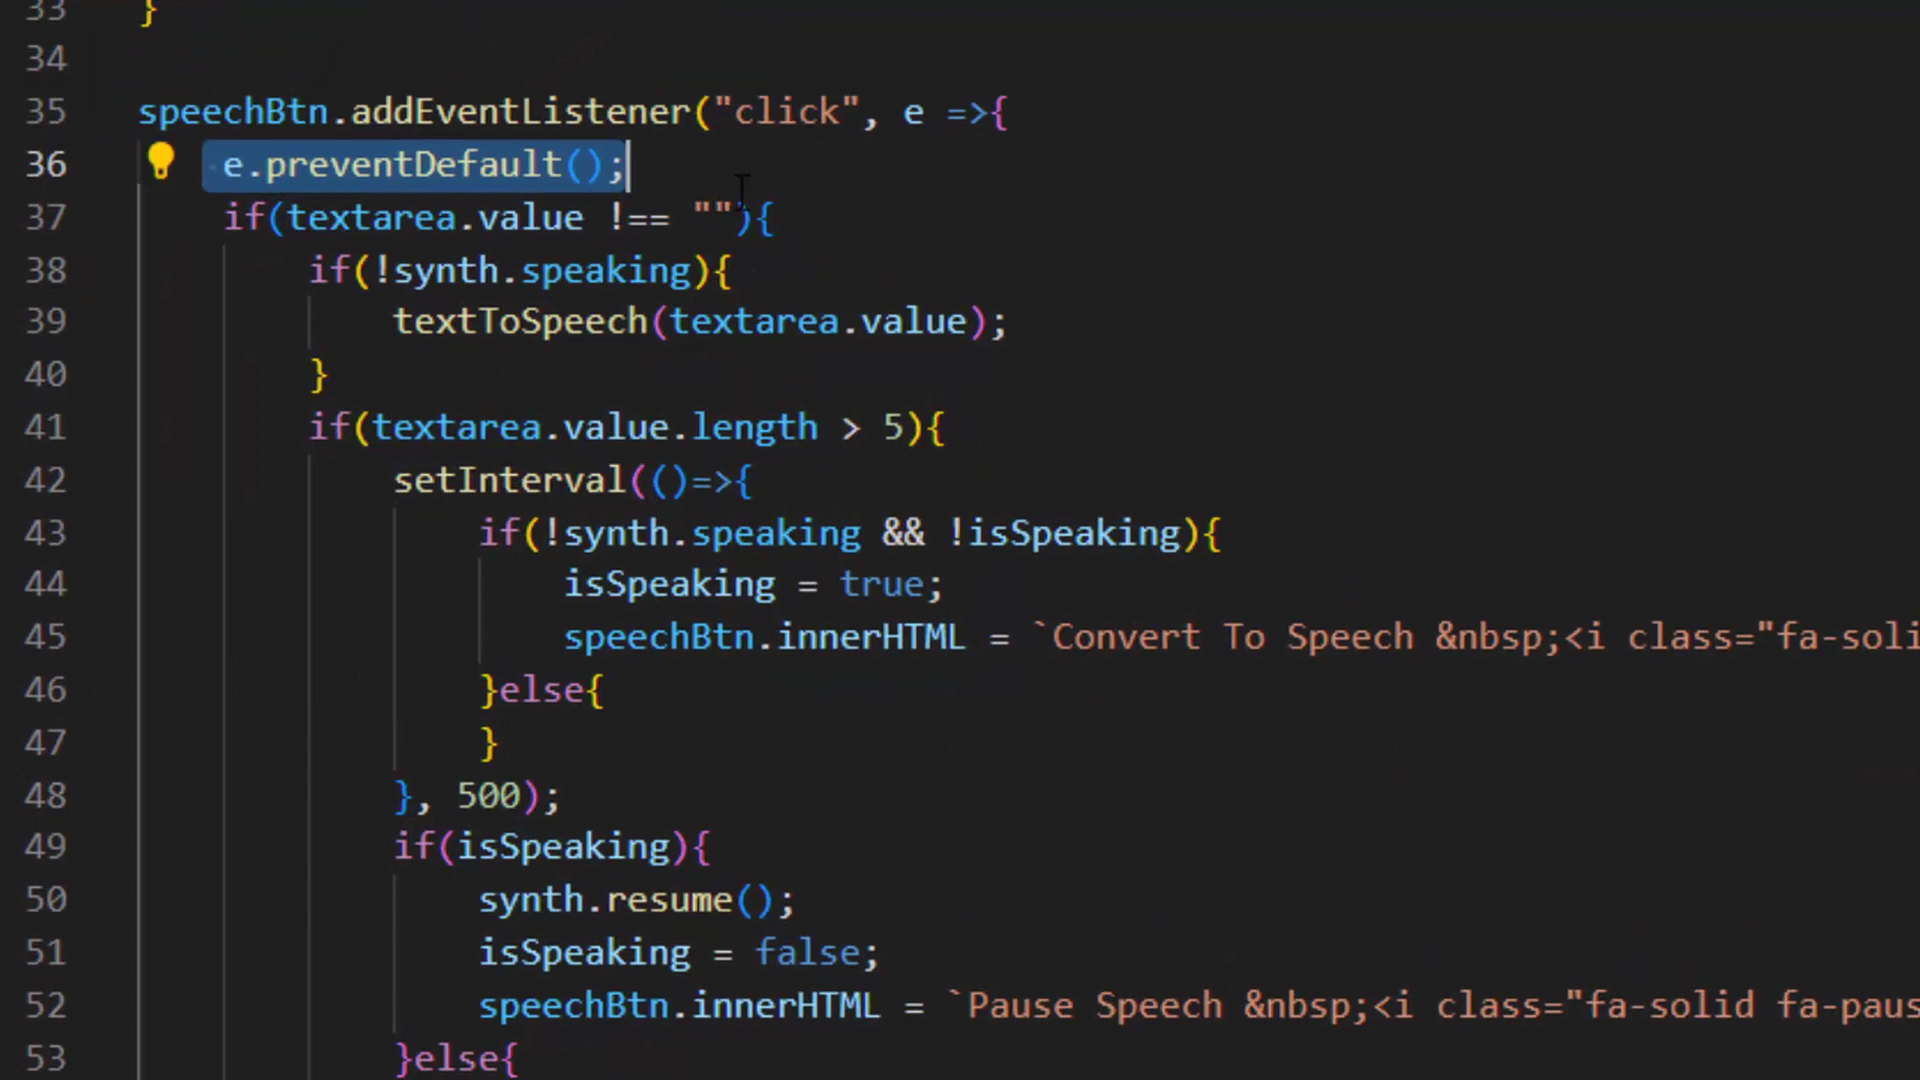 33 }
34
35 speechBtn.addEventListener("click", e =>{
36 e.preventDefault();
37 if(textarea.value !== ""){
38 if(!synth.speaking){
39 textToSpeech(textarea.value);
40 }
41 if(textarea.value.length > 5){
42 setInterval(()=>{
43 if(!synth.speaking && !isSpeaking){
44 isSpeaking = true;
45 speechBtn.innerHTML = `Convert To Speech &nbsp;<i class="fa-soli
46 }else{
47 }
48 }, 500);
49 if(isSpeaking){
50 synth.resume();
51 isSpeaking = false;
52 speechBtn.innerHTML = `Pause Speech &nbsp;<i class="fa-solid fa-paus
53 }else{